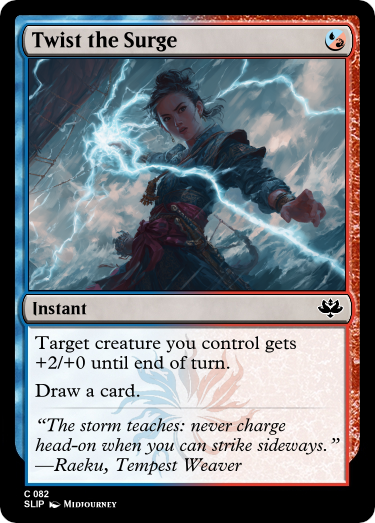 Twist the Surge
Instant
Target creature you control gets
+2/+0 until end of turn.
Draw a card.
“The storm teaches: never charge
head-on when you can strike sideways.”
—Raeku, Tempest Weaver
C 082
SLIP Midjourney